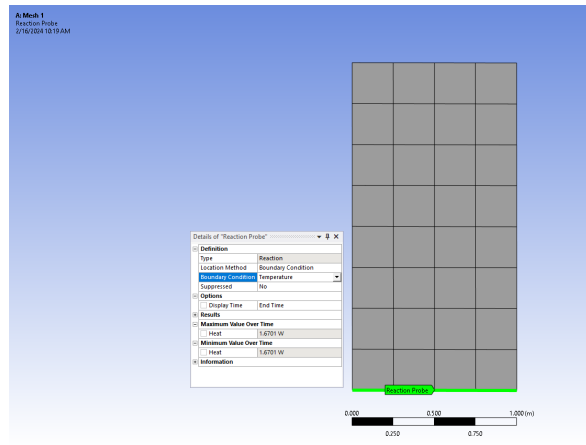 A: Mesh 1
Reaction Probe
2/16/2024 10:19 AM
Details of "Reaction Probe"
Definition
Type Reaction
Location Method Boundary Condition
Boundary Condition Temperature
Suppressed No
Options
Display Time End Time
Results
Maximum Value Over Time
Heat 1.6701 W
Minimum Value Over Time
Heat 1.6701 W
Information
Reaction Probe
0.000 0.500 1.000 (m)
0.250 0.750